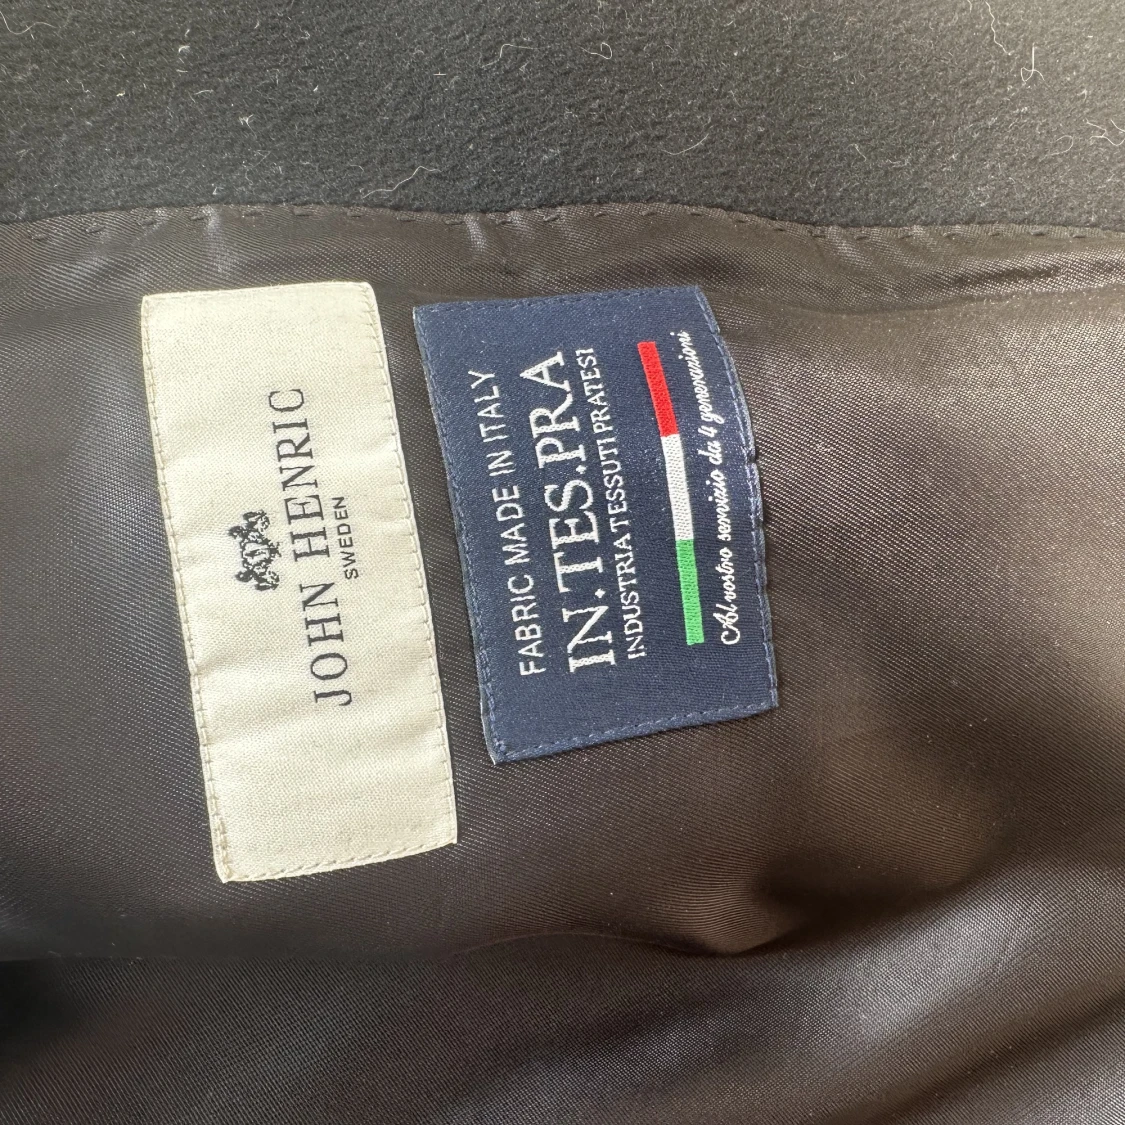 JOHN HENRIC
SWEDEN
FABRIC MADE IN ITALY
IN.TES.PRA
INDUSTRIA TESSUTI PRATESI
Al vostro servizio da 4 generazioni